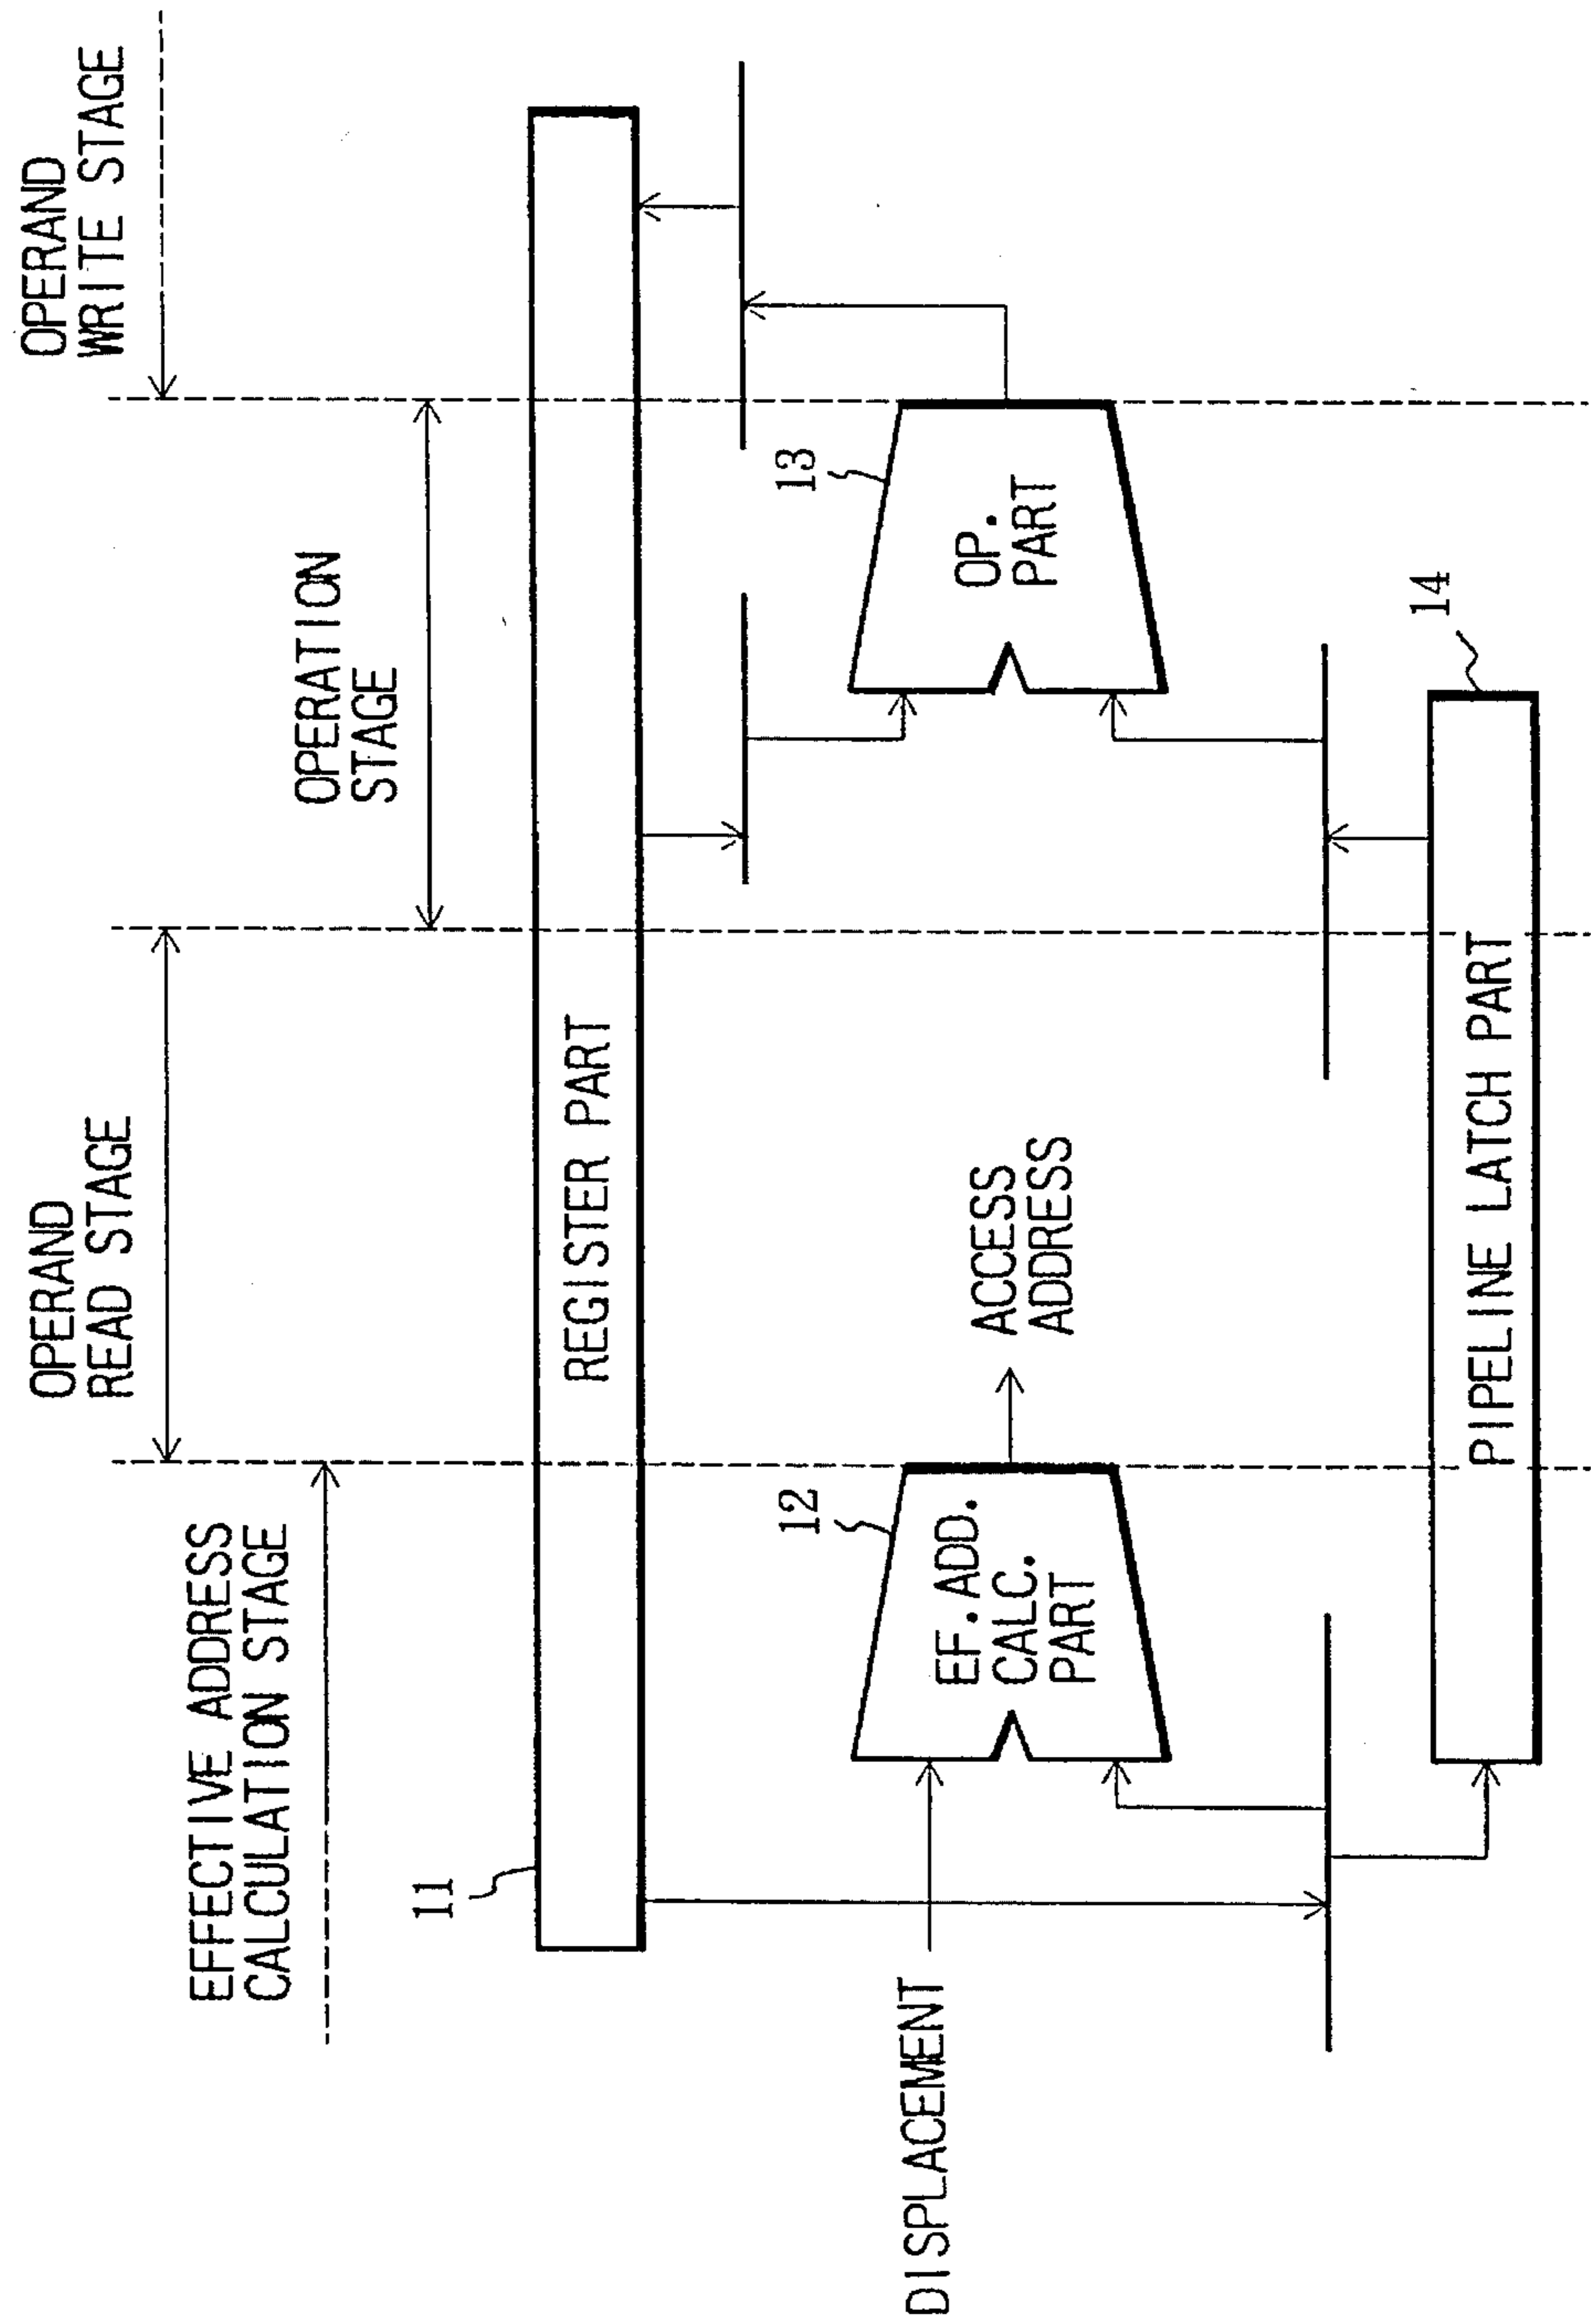 EFFECTIVE ADDRESS
CALCULATION STAGE
OPERAND
READ STAGE
OPERATION
STAGE
OPERAND
WRITE STAGE
11
REGISTER PART
12
13
DISPLACEMENT
EF. ADD.
CALC.
PART
ACCESS
ADDRESS
OP.
PART
14
PIPELINE LATCH PART